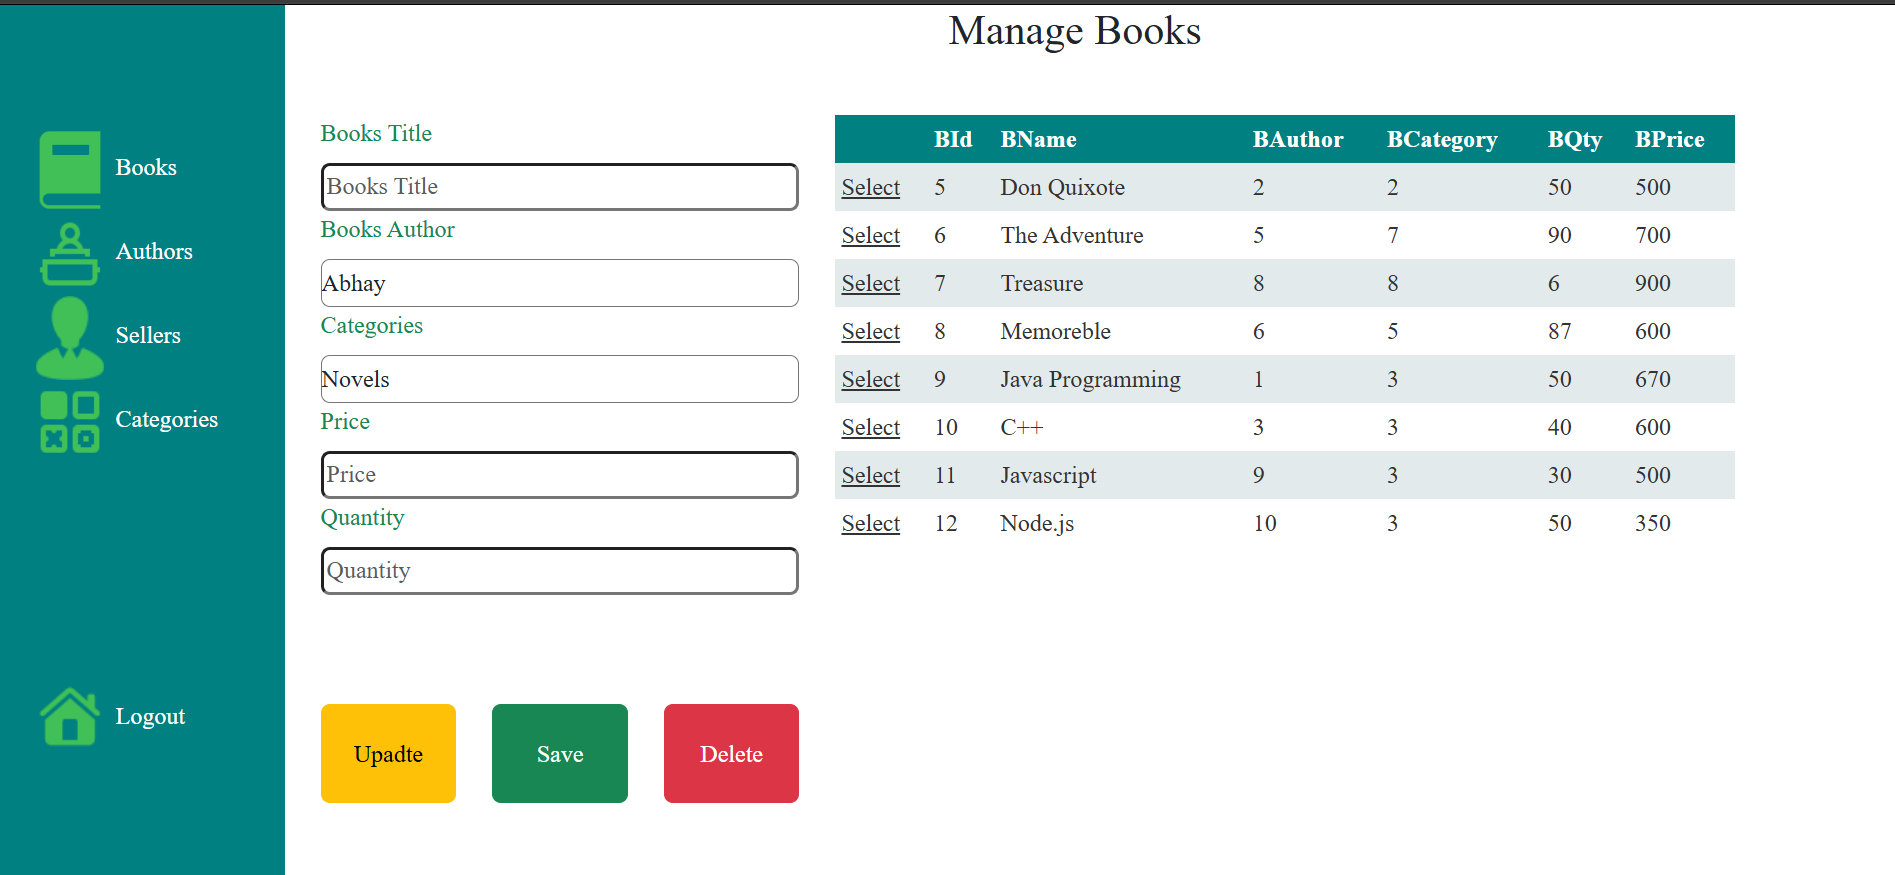 Manage Books
Books
Authors
Sellers
Categories
Logout
Books Title
Books Title
Books Author
Abhay
Categories
Novels
Price
Price
Quantity
Quantity
Upadte Save Delete
BId BName BAuthor BCategory BQty BPrice
Select 5 Don Quixote 2 2 50 500
Select 6 The Adventure 5 7 90 700
Select 7 Treasure 8 8 6 900
Select 8 Memoreble 6 5 87 600
Select 9 Java Programming 1 3 50 670
Select 10 C++ 3 3 40 600
Select 11 Javascript 9 3 30 500
Select 12 Node.js 10 3 50 350